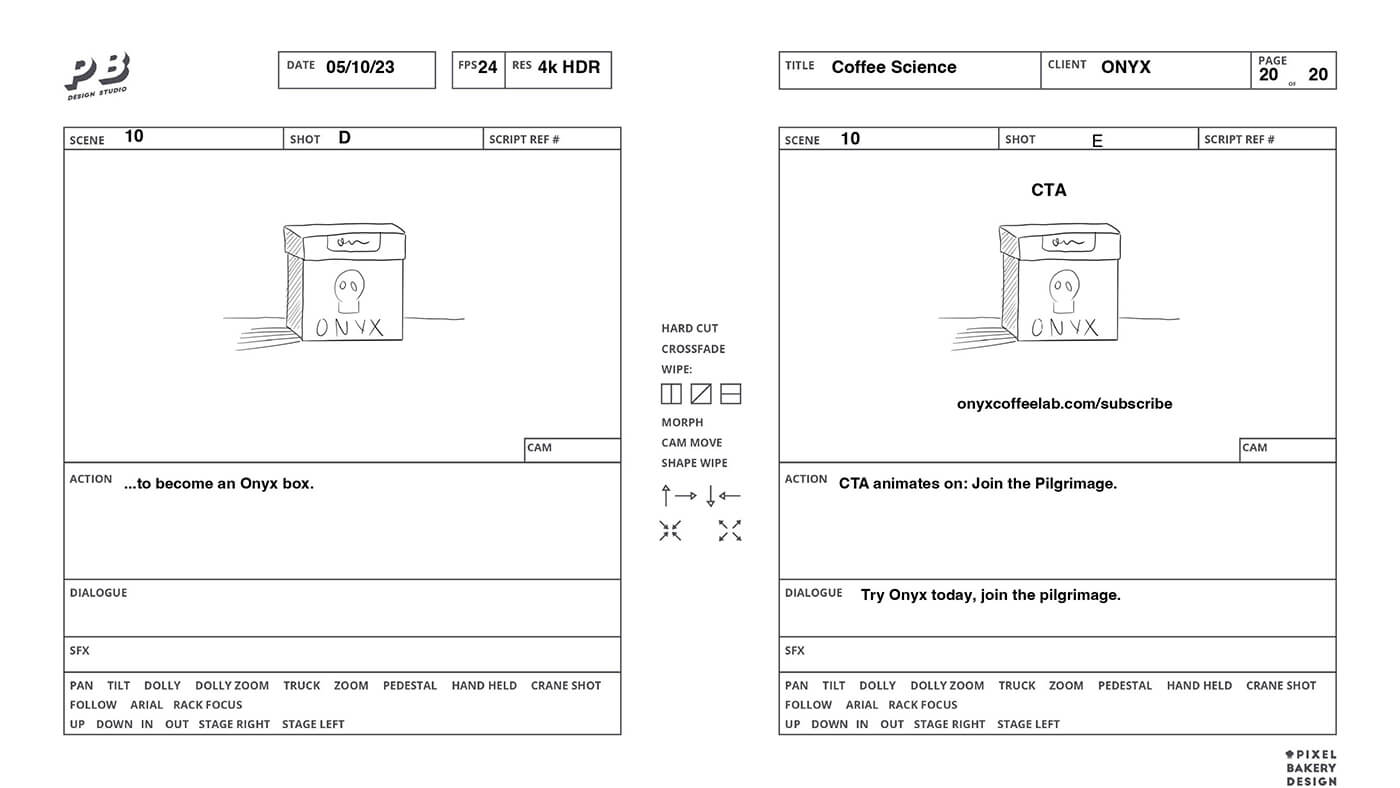 PB
DESIGN STUDIO
DATE 05/10/23
FPS 24 RES 4k HDR
TITLE Coffee Science CLIENT ONYX PAGE 20 OF 20
SCENE 10 SHOT D SCRIPT REF #
on
ONYX
CAM
ACTION ...to become an Onyx box.
DIALOGUE
SFX
PAN TILT DOLLY DOLLY ZOOM TRUCK ZOOM PEDESTAL HAND HELD CRANE SHOT
FOLLOW ARIAL RACK FOCUS
UP DOWN IN OUT STAGE RIGHT STAGE LEFT
HARD CUT
CROSSFADE
WIPE:
MORPH
CAM MOVE
SHAPE WIPE
SCENE 10 SHOT E SCRIPT REF #
CTA
on
ONYX
onyxcoffeelab.com/subscribe
CAM
ACTION CTA animates on: Join the Pilgrimage.
DIALOGUE Try Onyx today, join the pilgrimage.
SFX
PAN TILT DOLLY DOLLY ZOOM TRUCK ZOOM PEDESTAL HAND HELD CRANE SHOT
FOLLOW ARIAL RACK FOCUS
UP DOWN IN OUT STAGE RIGHT STAGE LEFT
PIXEL
BAKERY
DESIGN